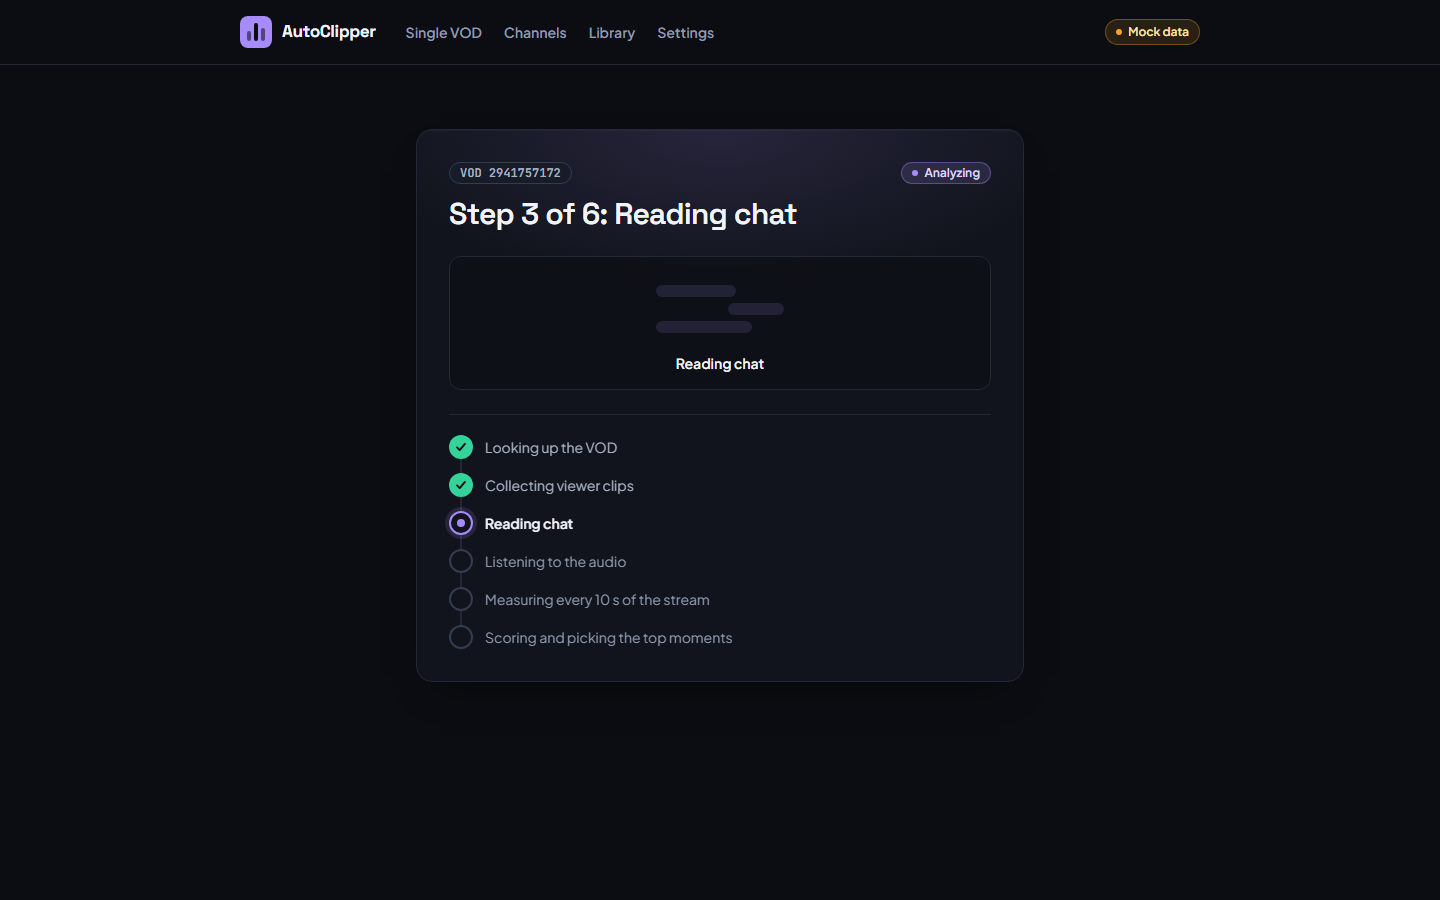 AutoClipper Single VOD Channels Library Settings Mock data
VOD 2941757172 Analyzing
Step 3 of 6: Reading chat
Reading chat
Looking up the VOD
Collecting viewer clips
Reading chat
Listening to the audio
Measuring every 10 s of the stream
Scoring and picking the top moments